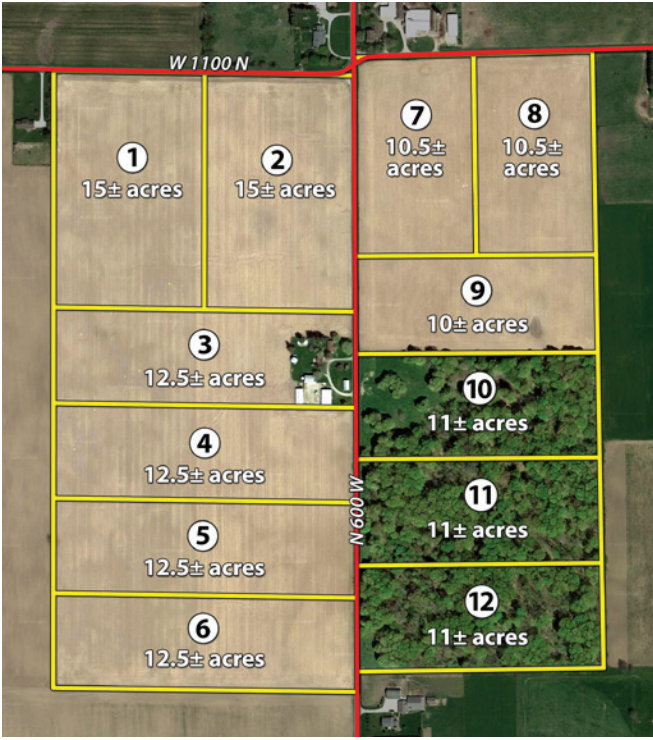 W 1100 N
1
15± acres
2
15± acres
7
10.5±
acres
8
10.5±
acres
3
12.5± acres
9
10± acres
4
12.5± acres
10
11± acres
5
12.5± acres
11
11± acres
6
12.5± acres
12
11± acres
N 600 W